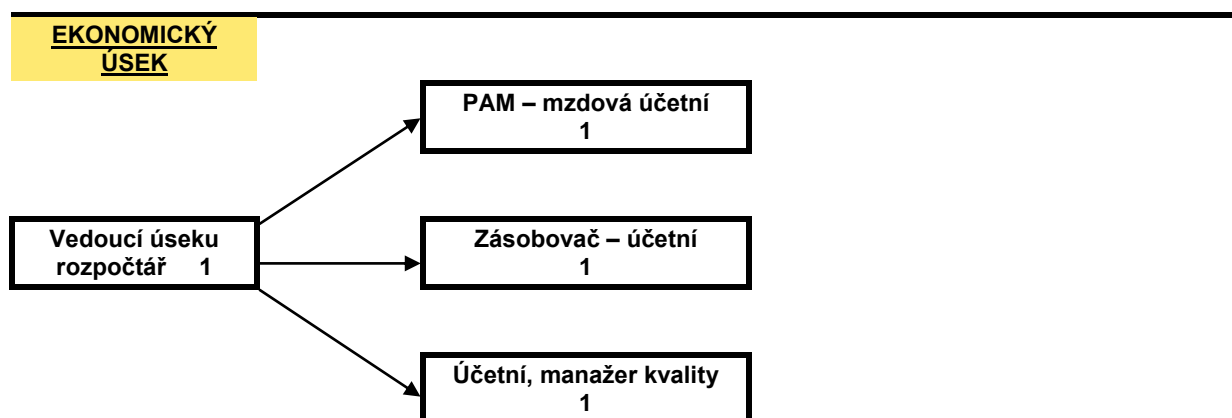 EKONOMICKÝ
ÚSEK
PAM – mzdová účetní
1
Vedoucí úseku
rozpočtář 1
Zásobovač – účetní
1
Účetní, manažer kvality
1